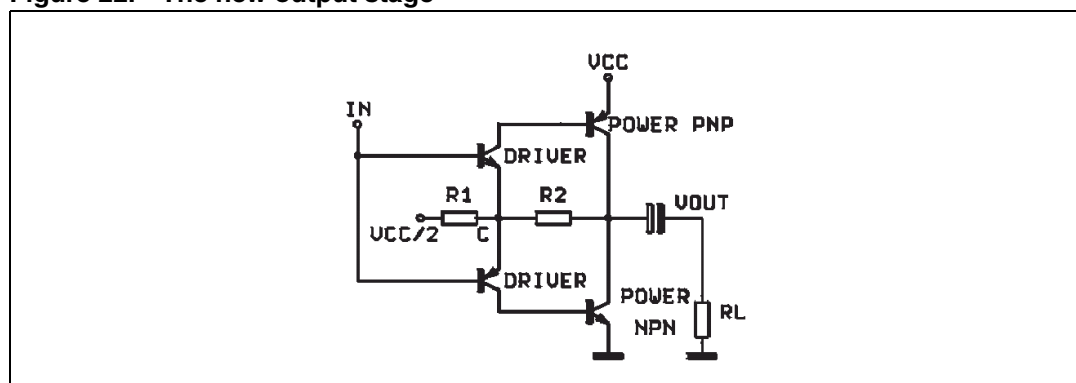 Figure 22. The new output stage
VCC
IN
POWER PNP
DRIVER
R1
R2
VOUT
VCC/2
C
DRIVER
POWER
NPN
RL